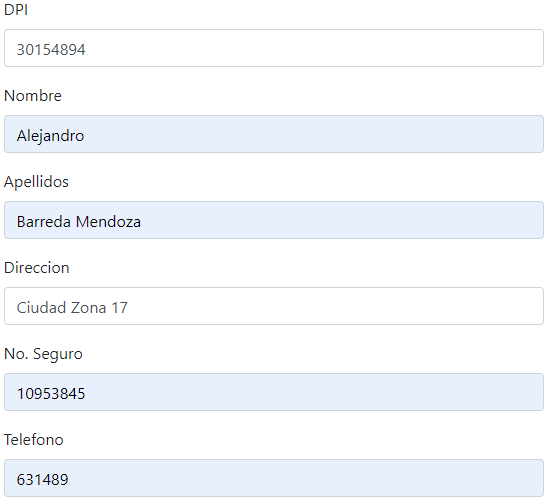 DPI
30154894
Nombre
Alejandro
Apellidos
Barreda Mendoza
Direccion
Ciudad Zona 17
No. Seguro
10953845
Telefono
631489